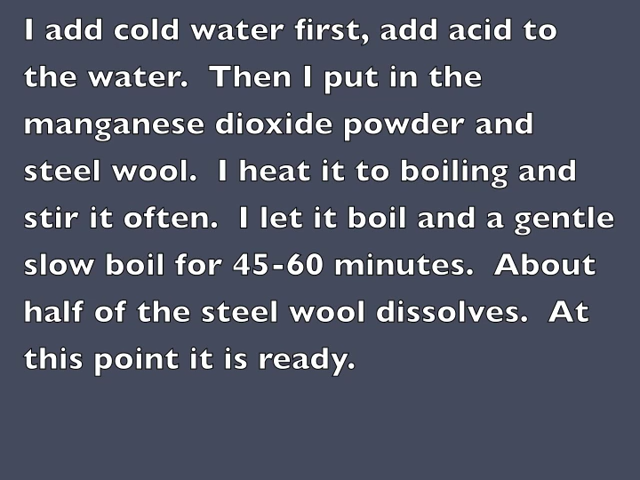 I add cold water first, add acid to
the water.  Then I put in the
manganese dioxide powder and
steel wool.  I heat it to boiling and
stir it often.  I let it boil and a gentle
slow boil for 45-60 minutes.  About
half of the steel wool dissolves.  At
this point it is ready.